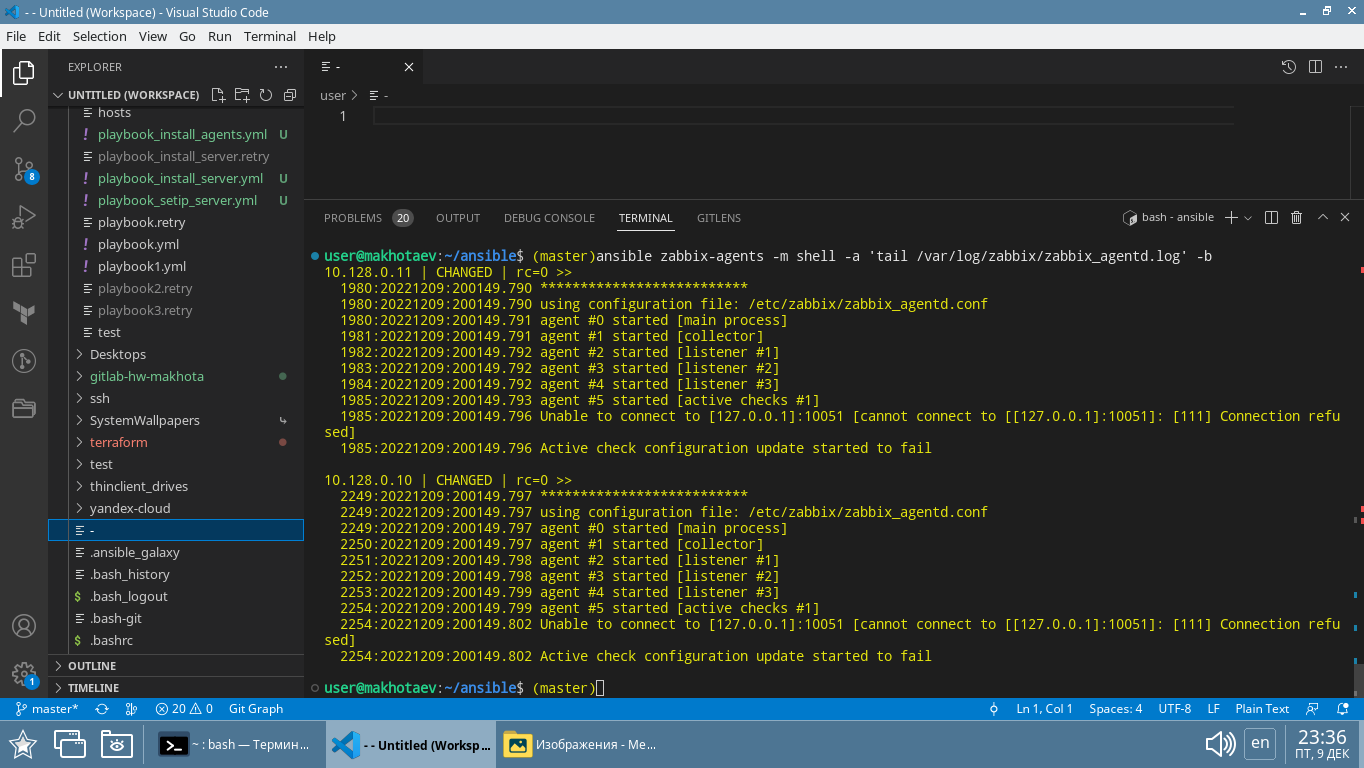 - - Untitled (Workspace) - Visual Studio Code
File Edit Selection View Go Run Terminal Help
EXPLORER
UNTITLED (WORKSPACE)
hosts
playbook_install_agents.yml U
playbook_install_server.retry
playbook_install_server.yml U
playbook_setip_server.yml U
playbook.retry
playbook.yml
playbook1.yml
playbook2.retry
playbook3.retry
test
Desktops
gitlab-hw-makhota
ssh
SystemWallpapers
terraform
test
thinclient_drives
yandex-cloud
-
.ansible_galaxy
.bash_history
.bash_logout
.bash-git
.bashrc
OUTLINE
TIMELINE
8
1
-
user > -
1
PROBLEMS 20 OUTPUT DEBUG CONSOLE TERMINAL GITLENS
bash - ansible
user@makhotaev:~/ansible$ (master)ansible zabbix-agents -m shell -a 'tail /var/log/zabbix/zabbix_agentd.log' -b
10.128.0.11 | CHANGED | rc=0 >>
1980:20221209:200149.790 **************************
1980:20221209:200149.790 using configuration file: /etc/zabbix/zabbix_agentd.conf
1980:20221209:200149.791 agent #0 started [main process]
1981:20221209:200149.791 agent #1 started [collector]
1982:20221209:200149.792 agent #2 started [listener #1]
1983:20221209:200149.792 agent #3 started [listener #2]
1984:20221209:200149.792 agent #4 started [listener #3]
1985:20221209:200149.793 agent #5 started [active checks #1]
1985:20221209:200149.796 Unable to connect to [127.0.0.1]:10051 [cannot connect to [[127.0.0.1]:10051]: [111] Connection refu
sed]
1985:20221209:200149.796 Active check configuration update started to fail
10.128.0.10 | CHANGED | rc=0 >>
2249:20221209:200149.797 **************************
2249:20221209:200149.797 using configuration file: /etc/zabbix/zabbix_agentd.conf
2249:20221209:200149.797 agent #0 started [main process]
2250:20221209:200149.797 agent #1 started [collector]
2251:20221209:200149.798 agent #2 started [listener #1]
2252:20221209:200149.798 agent #3 started [listener #2]
2253:20221209:200149.799 agent #4 started [listener #3]
2254:20221209:200149.799 agent #5 started [active checks #1]
2254:20221209:200149.802 Unable to connect to [127.0.0.1]:10051 [cannot connect to [[127.0.0.1]:10051]: [111] Connection refu
sed]
2254:20221209:200149.802 Active check configuration update started to fail
user@makhotaev:~/ansible$ (master)
master* 20 0 Git Graph Ln 1, Col 1 Spaces: 4 UTF-8 LF Plain Text
~ : bash — Термин... - - Untitled (Worksp... Изображения - Me... en 23:36
ПТ, 9 ДЕК